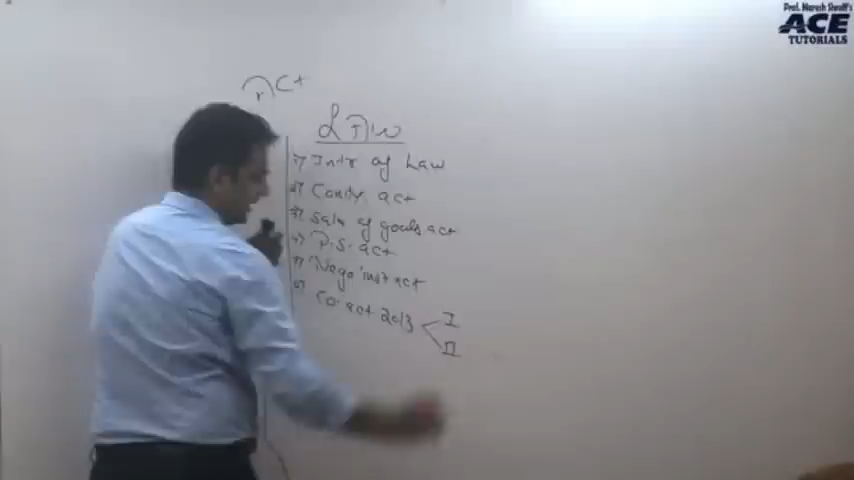 Prof. Naresh Shroff's
ACE
TUTORIALS
Law
1) Intr of Law
2) Contr. act
3) Sale of goods act
4) P.S. act
5) Nego inst act
6) Co. act 2013
I
II